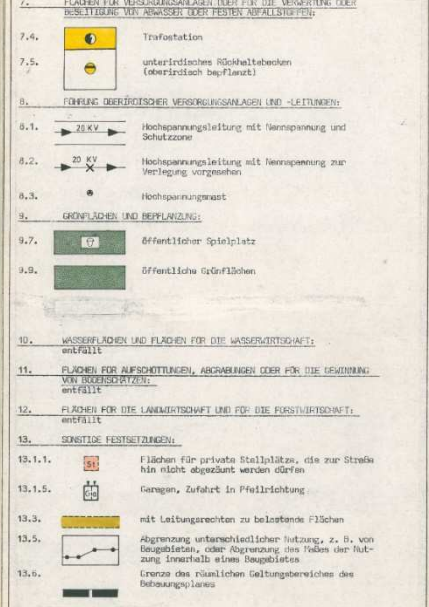 7. FLÄCHEN FÜR VERSORGUNGSANLAGEN ODER FÜR DIE VERWERTUNG ODER
BESEITIGUNG VON ABWASSER ODER FESTEN ABFALLSTOFFEN:
7.4. Trafostation
7.5. unterirdisches Rückhaltebecken
(oberirdisch bepflanzt)
8. FÜHRUNG OBERIRDISCHER VERSORGUNGSANLAGEN UND -LEITUNGEN:
8.1. 20 KV Hochspannungsleitung mit Nennspannung und
Schutzzone
8.2. 20 KV Hochspannungsleitung mit Nennspannung zur
Verlegung vorgesehen
8.3. Hochspannungsmast
9. GRÜNFLÄCHEN UND BEPFLANZUNG:
9.7. öffentlicher Spielplatz
9.9. öffentliche Grünflächen
10. WASSERFLÄCHEN UND FLÄCHEN FÜR DIE WASSERWIRTSCHAFT:
entfällt
11. FLÄCHEN FÜR AUFSCHÜTTUNGEN, ABGRABUNGEN ODER FÜR DIE GEWINNUNG
VON BODENSCHÄTZEN:
entfällt
12. FLÄCHEN FÜR DIE LANDWIRTSCHAFT UND FÜR DIE FORSTWIRTSCHAFT:
entfällt
13. SONSTIGE FESTSETZUNGEN:
13.1.1. St Flächen für private Stellplätze, die zur Straße
hin nicht abgezäunt werden dürfen
13.1.5. Ga Garagen, Zufahrt in Pfeilrichtung
13.3. mit Leitungsrechten zu belastende Flächen
13.5. Abgrenzung unterschiedlicher Nutzung, z. B. von
Baugebieten, oder Abgrenzung des Maßes der Nut-
zung innerhalb eines Baugebietes
13.6. Grenze des räumlichen Geltungsbereiches des
Bebauungsplanes